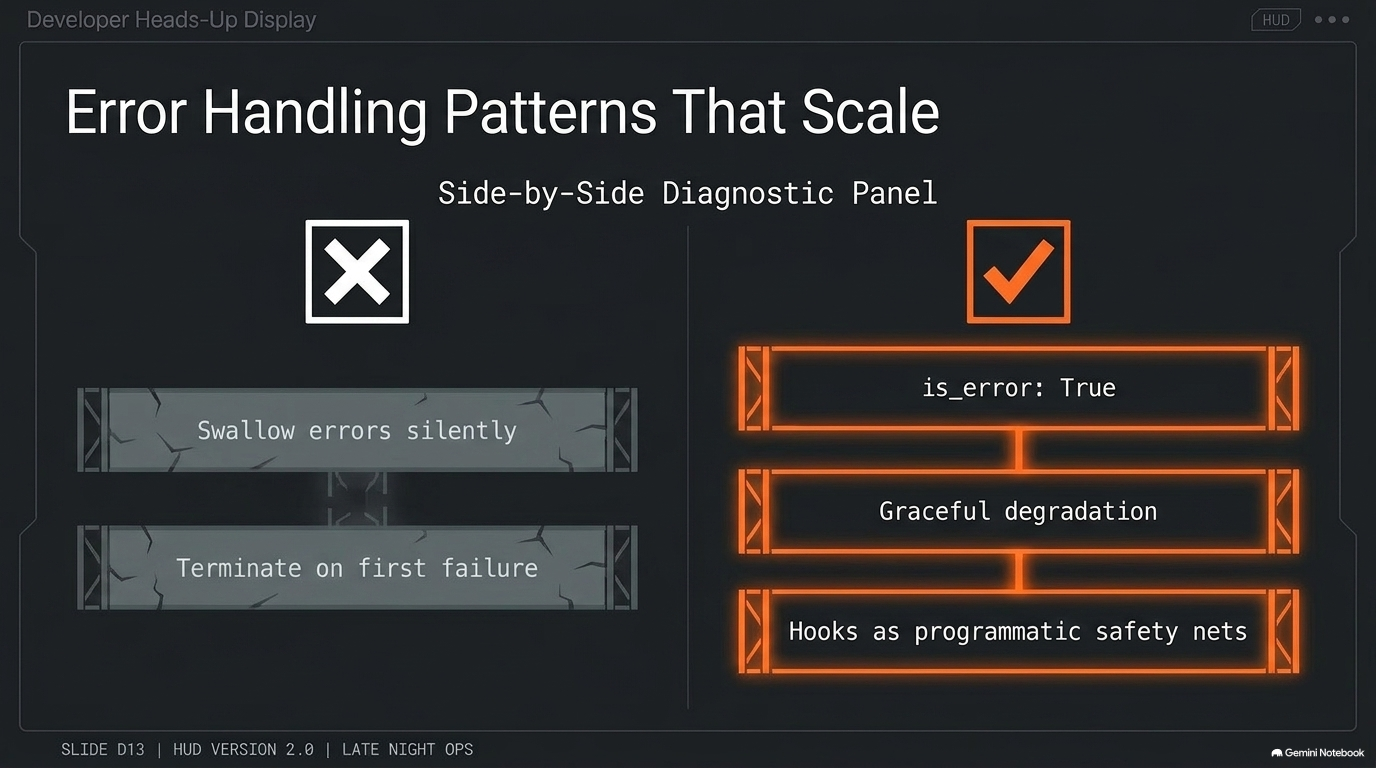 Developer Heads-Up Display
HUD
Error Handling Patterns That Scale
Side-by-Side Diagnostic Panel
Swallow errors silently
Terminate on first failure
is_error: True
Graceful degradation
Hooks as programmatic safety nets
SLIDE D13 | HUD VERSION 2.0 | LATE NIGHT OPS
Gemini Notebook